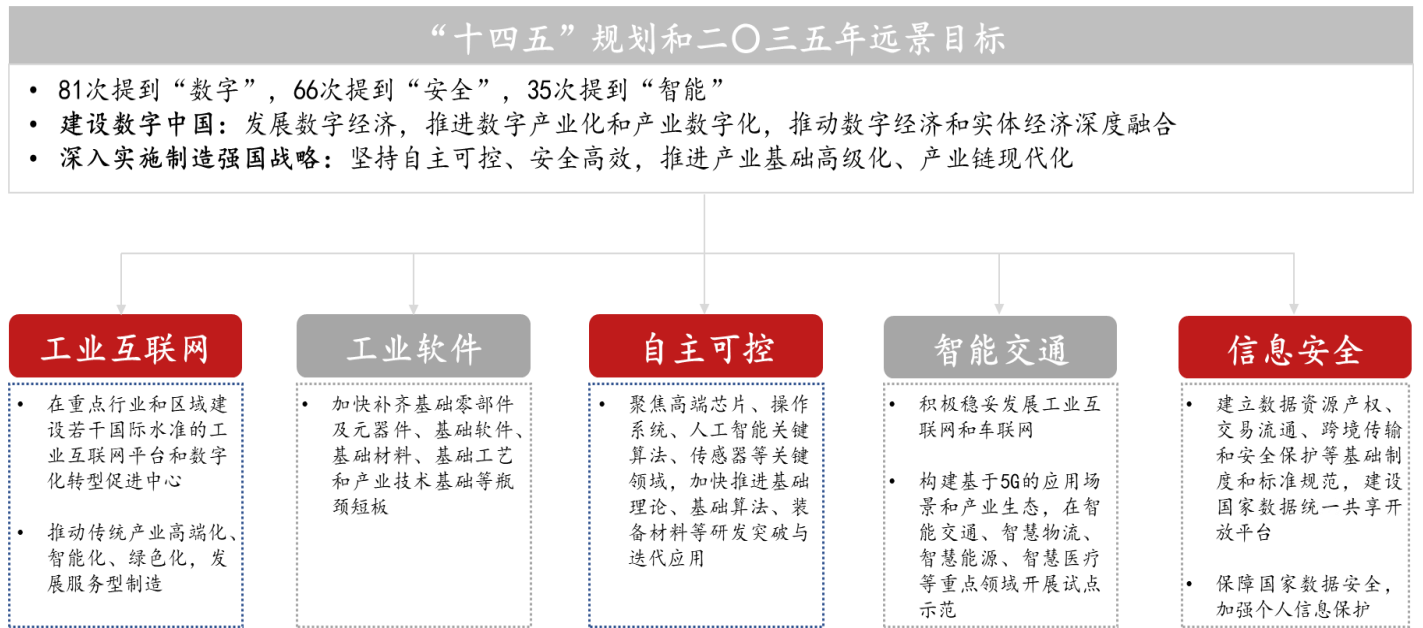 “十四五”规划和二〇三五年远景目标
• 81次提到“数字”，66次提到“安全”，35次提到“智能”
• 建设数字中国：发展数字经济，推进数字产业化和产业数字化，推动数字经济和实体经济深度融合
• 深入实施制造强国战略：坚持自主可控、安全高效，推进产业基础高级化、产业链现代化
工业互联网
• 在重点行业和区域建
设若干国际水准的工
业互联网平台和数字
化转型促进中心
• 推动传统产业高端化、
智能化、绿色化，发
展服务型制造
工业软件
• 加快补齐基础零部件
及元器件、基础软件、
基础材料、基础工艺
和产业技术基础等瓶
颈短板
自主可控
• 聚焦高端芯片、操作
系统、人工智能关键
算法、传感器等关键
领域，加快推进基础
理论、基础算法、装
备材料等研发突破与
迭代应用
智能交通
• 积极稳妥发展工业互
联网和车联网
• 构建基于5G的应用场
景和产业生态，在智
能交通、智慧物流、
智慧能源、智慧医疗
等重点领域开展试点
示范
信息安全
• 建立数据资源产权、
交易流通、跨境传输
和安全保护等基础制
度和标准规范，建设
国家数据统一共享开
放平台
• 保障国家数据安全，
加强个人信息保护